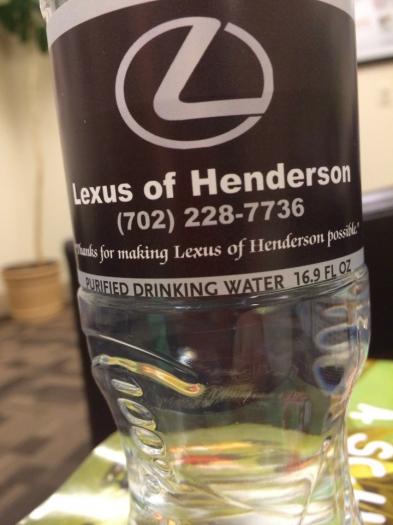 Lexus of Henderson
(702) 228-7736
"Thanks for making Lexus of Henderson possible."
PURIFIED DRINKING WATER 16.9 FL OZ